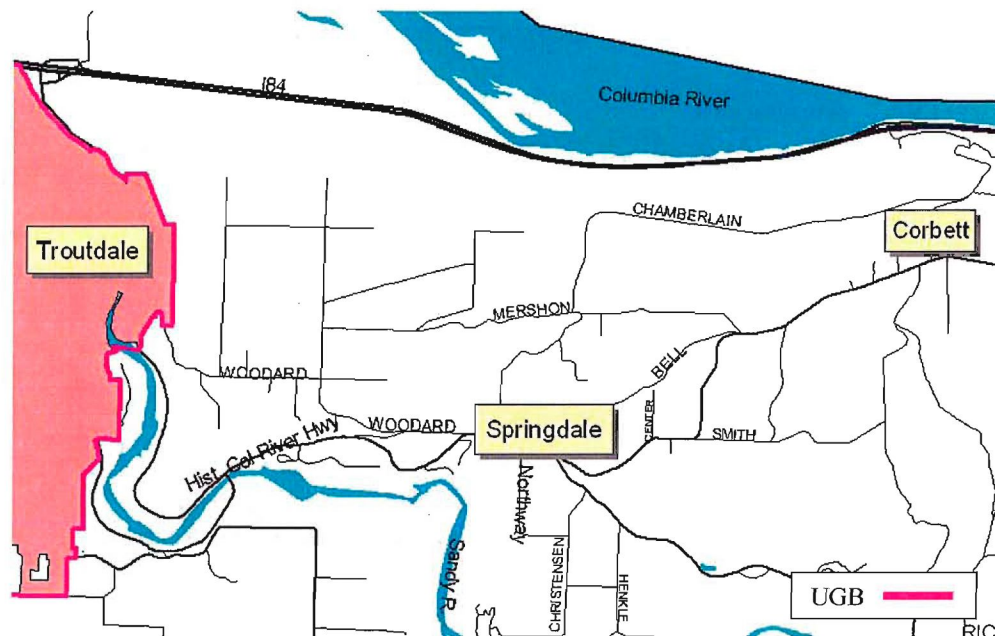 I84
Columbia River
CHAMBERLAIN
Corbett
Troutdale
MERSHON
BELL
WOODARD
WOODARD
Springdale
CENTER
SMITH
Hist. Col River Hwy
Northway
Sandy R.
CHRISTENSEN
HENKLE
UGB
RIC